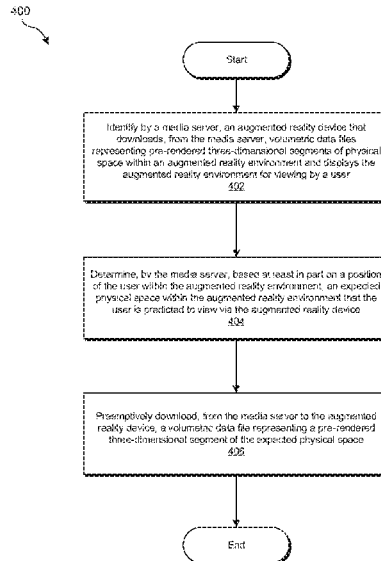 400
Start
Identify by a media server, an augmented reality device that
downloads, from the media server, volumetric data files
representing pre-rendered three-dimensional segments of physical
space within an augmented reality environment and displays the
augmented reality environment for viewing by a user
402
Determine, by the media server, based at least in part on a position
of the user within the augmented reality environment, an expected
physical space within the augmented reality environment that the
user is predicted to view via the augmented reality device
404
Preemptively download, from the media server to the augmented
reality device, a volumetric data file representing a pre-rendered
three-dimensional segment of the expected physical space
406
End